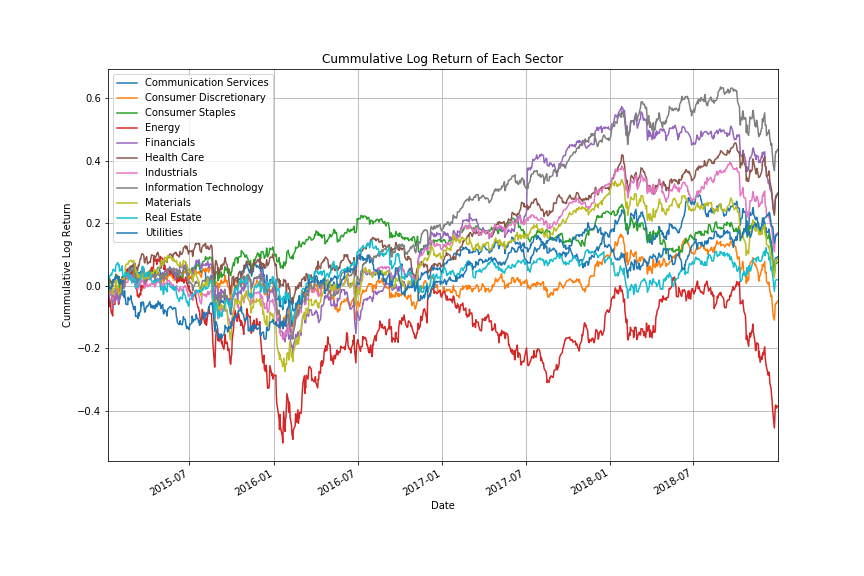 Cummulative Log Return of Each Sector
Communication Services
Consumer Discretionary
Consumer Staples
Energy
Financials
Health Care
Industrials
Information Technology
Materials
Real Estate
Utilities
Cummulative Log Return
0.6
0.4
0.2
0.0
−0.2
−0.4
2015-07
2016-01
2016-07
2017-01
2017-07
2018-01
2018-07
Date